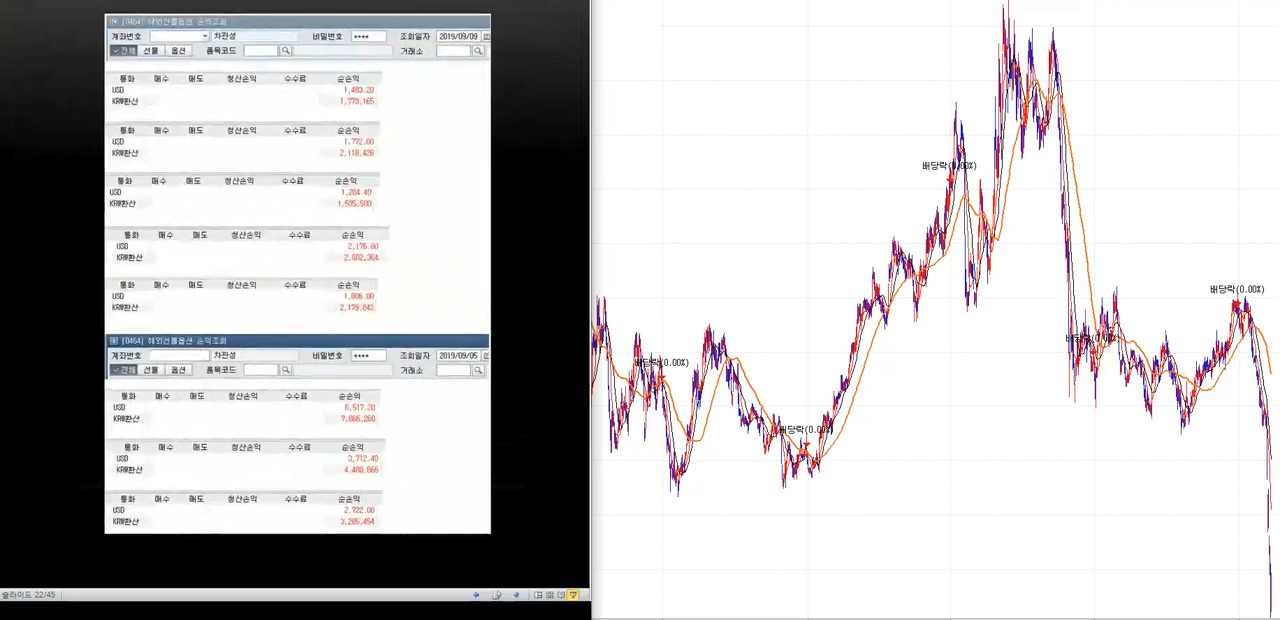 [0464] 해외선물옵션 손익조회
계좌번호 차잔성 비밀번호 **** 조회일자 2019/09/09
전체 선물 옵션 품목코드 거래소
통화 매수 매도 청산손익 수수료 순손익
USD 1,483.20
KRW환산 1,773,165
통화 매수 매도 청산손익 수수료 순손익
USD 1,772.00
KRW환산 2,118,426
통화 매수 매도 청산손익 수수료 순손익
USD 1,284.40
KRW환산 1,535,500
통화 매수 매도 청산손익 수수료 순손익
USD 2,176.80
KRW환산 2,602,364
통화 매수 매도 청산손익 수수료 순손익
USD
KRW환산 2,179,842
[0464] 해외선물옵션 손익조회
계좌번호 차잔성 비밀번호 **** 조회일자 2019/09/05
전체 선물 옵션 품목코드 거래소
통화 매수 매도 청산손익 수수료 순손익
USD 6,517.20
KRW환산
통화 매수 매도 청산손익 수수료 순손익
USD 3,712.40
KRW환산 4,480,866
통화 매수 매도 청산손익 수수료 순손익
USD 2,722.00
KRW환산 3,285,454
슬라이드 22/45
배당락(0.00%)
배당락(0.00%)
배당락(0.00%)
배당락(0.00%)
배당락(0.00%)